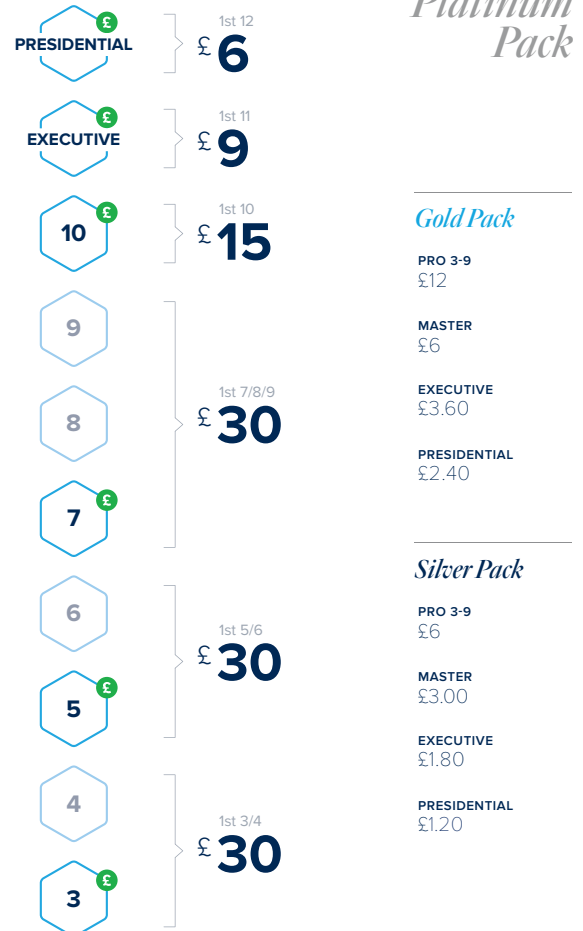 £
PRESIDENTIAL
1st 12
£ 6
£
EXECUTIVE
1st 11
£ 9
£
10
1st 10
£ 15
9
8
£
7
1st 7/8/9
£ 30
6
£
5
1st 5/6
£ 30
4
£
3
1st 3/4
£ 30
Platinum
Pack
Gold Pack
PRO 3-9
£12
MASTER
£6
EXECUTIVE
£3.60
PRESIDENTIAL
£2.40
Silver Pack
PRO 3-9
£6
MASTER
£3.00
EXECUTIVE
£1.80
PRESIDENTIAL
£1.20